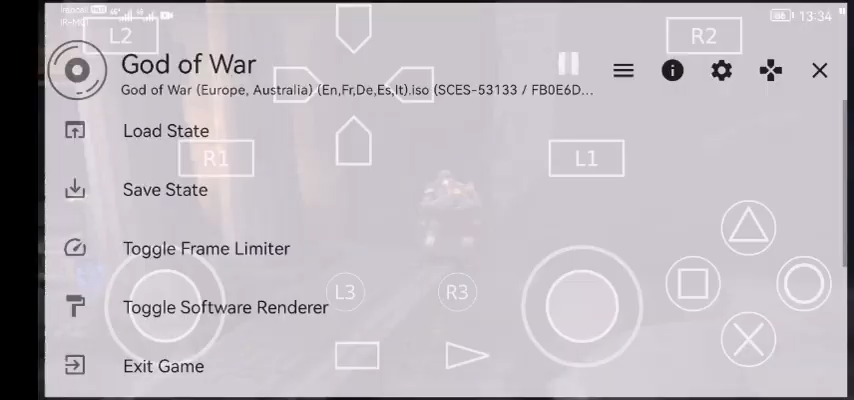 (R-MCI)
13:34
L2
R2
God of War
God of War (Europe, Australia) (En,Fr,De,Es,It).iso (SCES-53133 / FB0E6D...
Load State
R1
L1
Save State
Toggle Frame Limiter
L3
R3
Toggle Software Renderer
Exit Game